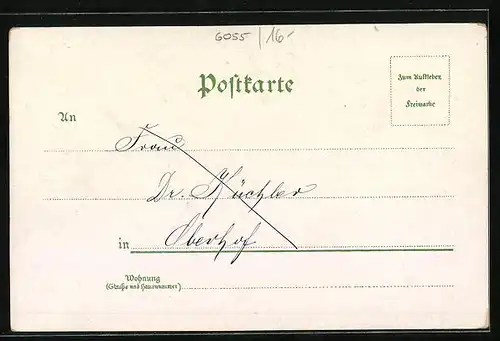 6055 / 16-
Postkarte
Zum Aufkleben
der
Freimarke
An
Frau
Dr. Küchler
in Oberhof
Wohnung
(Straße und Hausnummer)